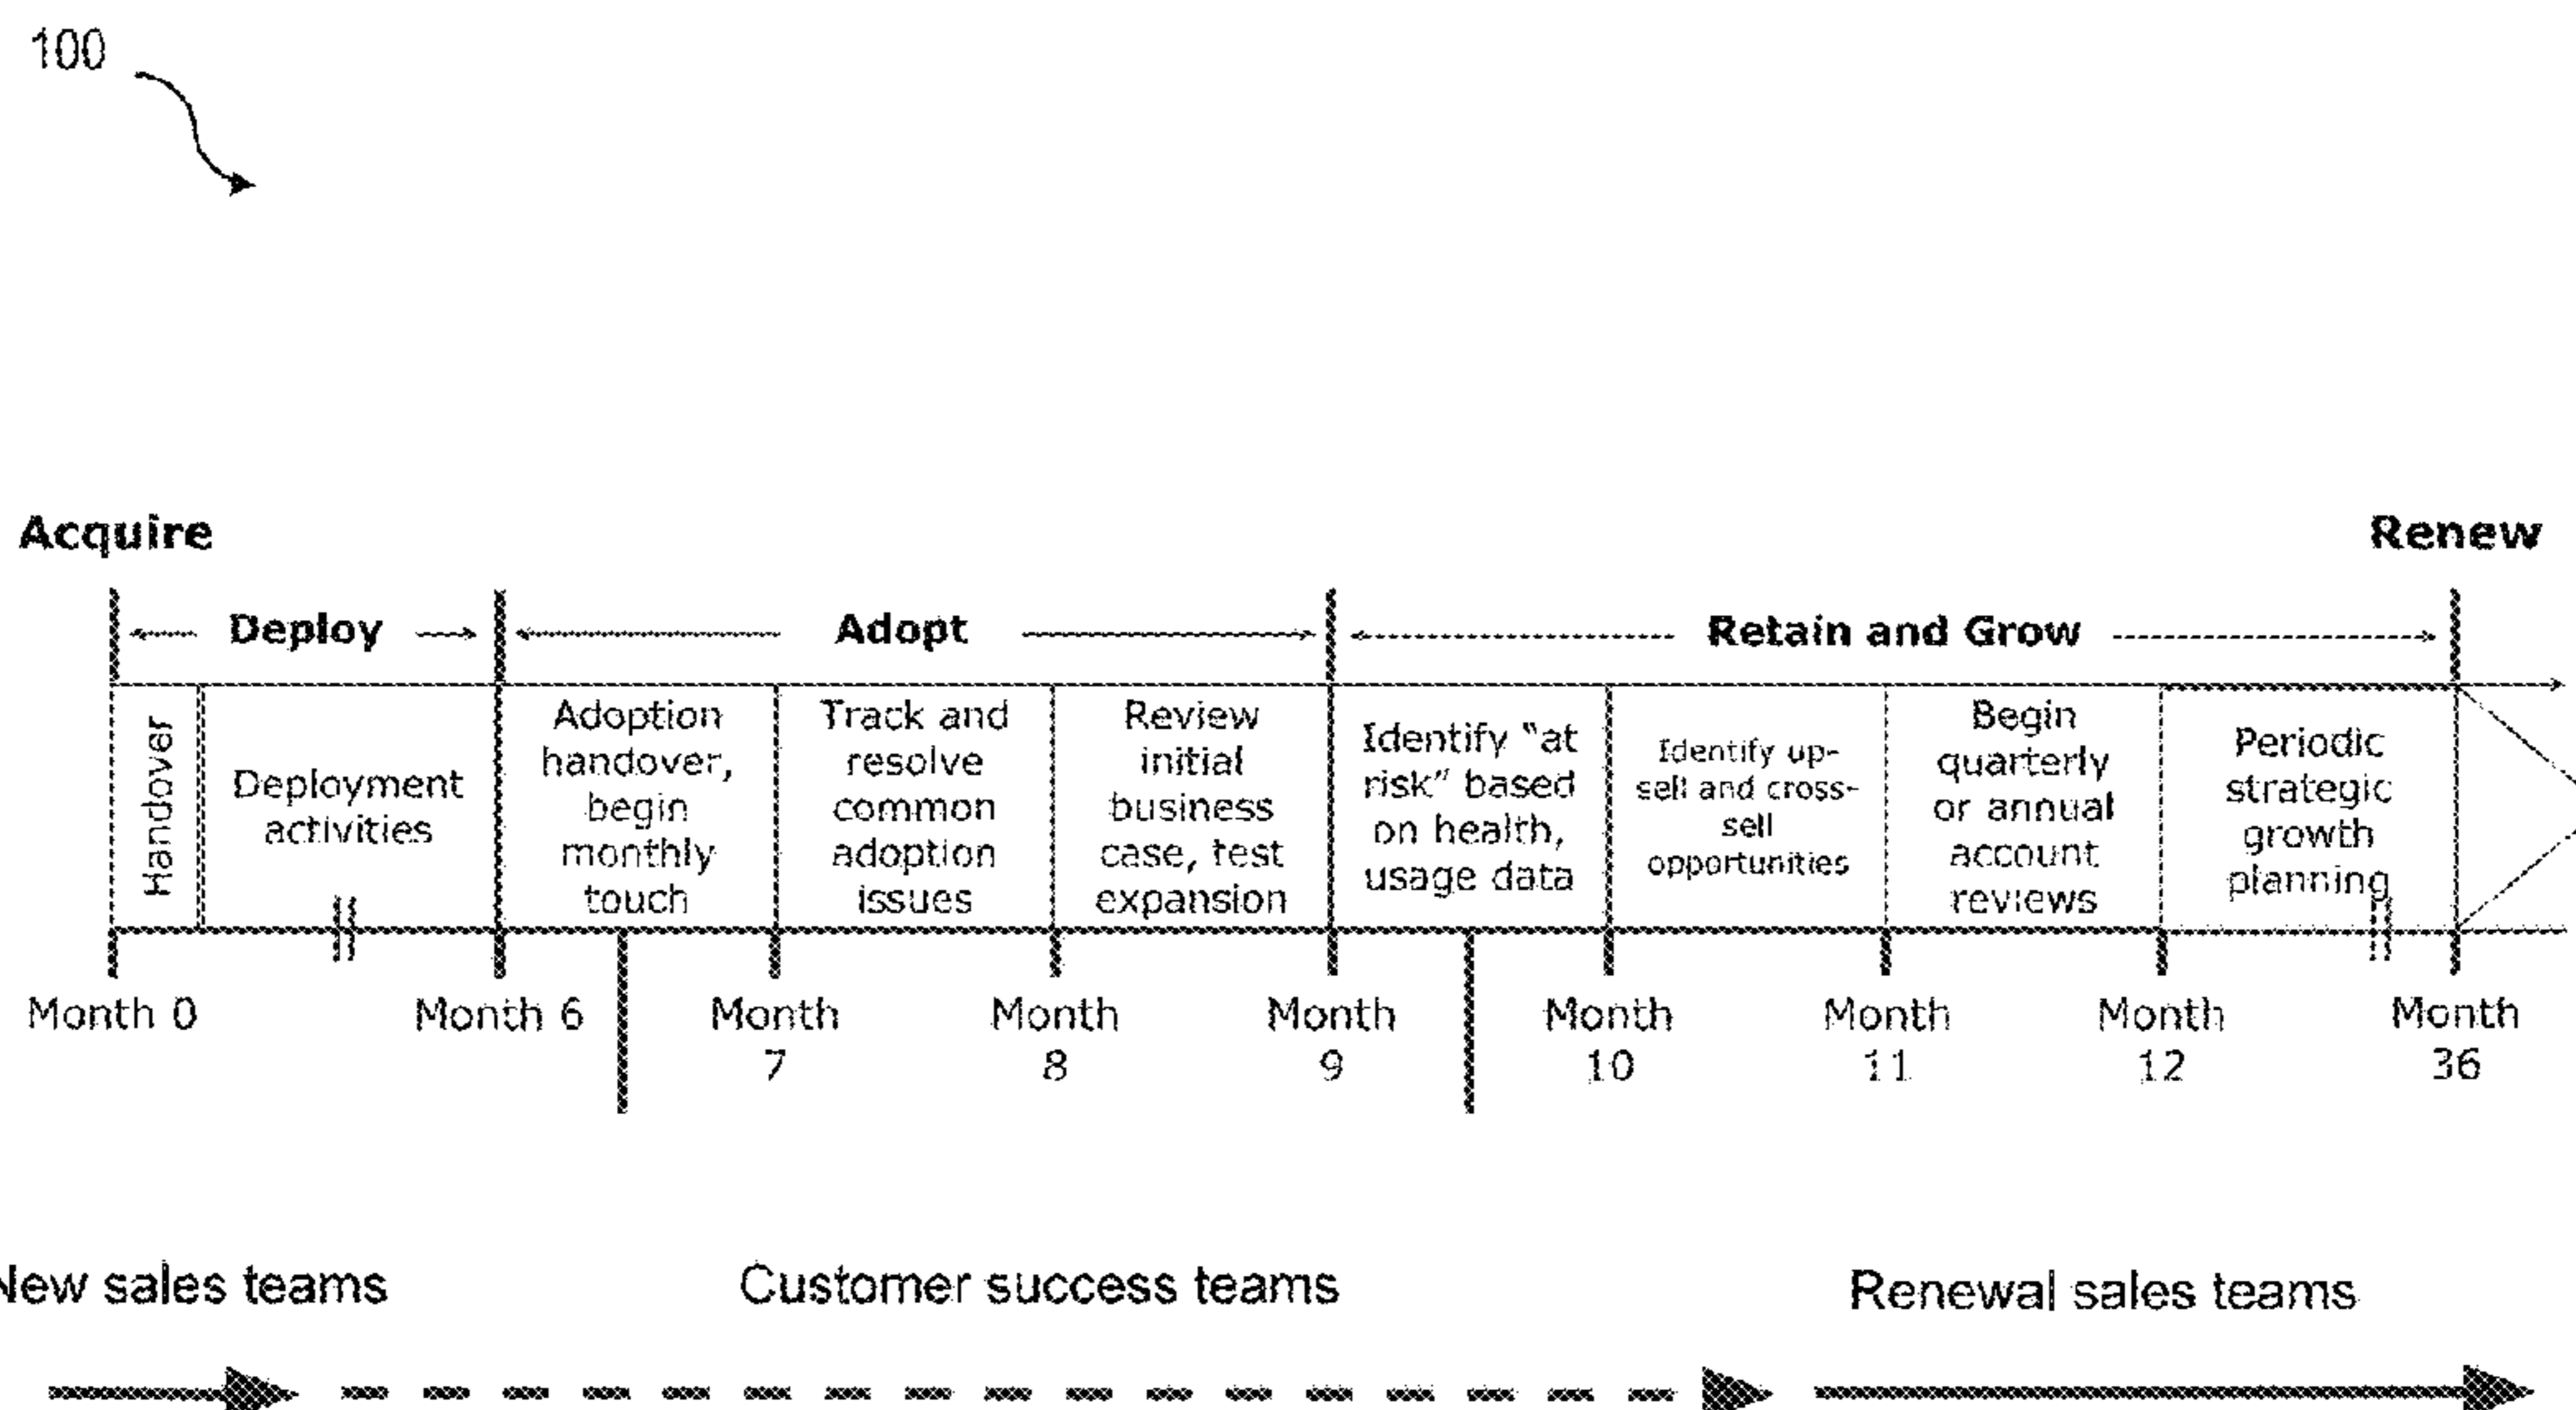 100
Acquire
Renew
Deploy
Adopt
Retain and Grow
Handover
Deployment
activities
Adoption
handover,
begin
monthly
touch
Track and
resolve
common
adoption
issues
Review
initial
business
case, test
expansion
Identify "at
risk" based
on health,
usage data
Identify up-
sell and cross-
sell
opportunities
Begin
quarterly
or annual
account
reviews
Periodic
strategic
growth
planning
Month 0
Month 6
Month
7
Month
8
Month
9
Month
10
Month
11
Month
12
Month
36
New sales teams
Customer success teams
Renewal sales teams